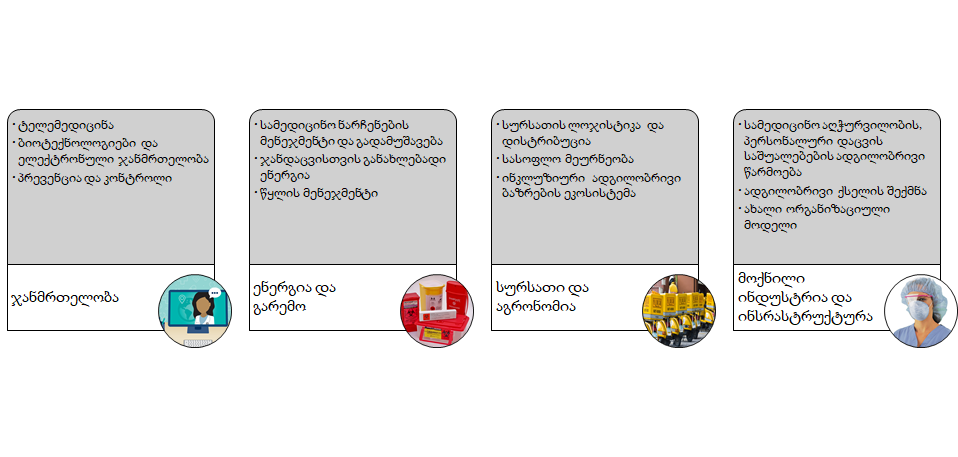 · ტელემედიცინა
· ბიოტექნოლოგიები და
ელექტრონული ჯანმრთელობა
· პრევენცია და კონტროლი
ჯანმრთელობა
· სამედიცინო ნარჩენების
მენეჯმენტი და გადამუშავება
· ჯანდაცვისთვის განახლებადი
ენერგია
· წყლის მენეჯმენტი
ენერგია და
გარემო
· სურსათის ლოჯისტიკა და
დისტრიბუცია
· სასოფლო მეურნეობა
· ინკლუზიური ადგილობრივი
ბაზრების ეკოსისტემა
სურსათი და
აგრონომია
· სამედიცინო აღჭურვილობის,
პერსონალური დაცვის
საშუალებების ადგილობრივი
წარმოება
· ადგილობრივი ქსელის შექმნა
· ახალი ორგანიზაციული
მოდელი
მოქნილი
ინდუსტრია და
ინსრასტრუქტურა